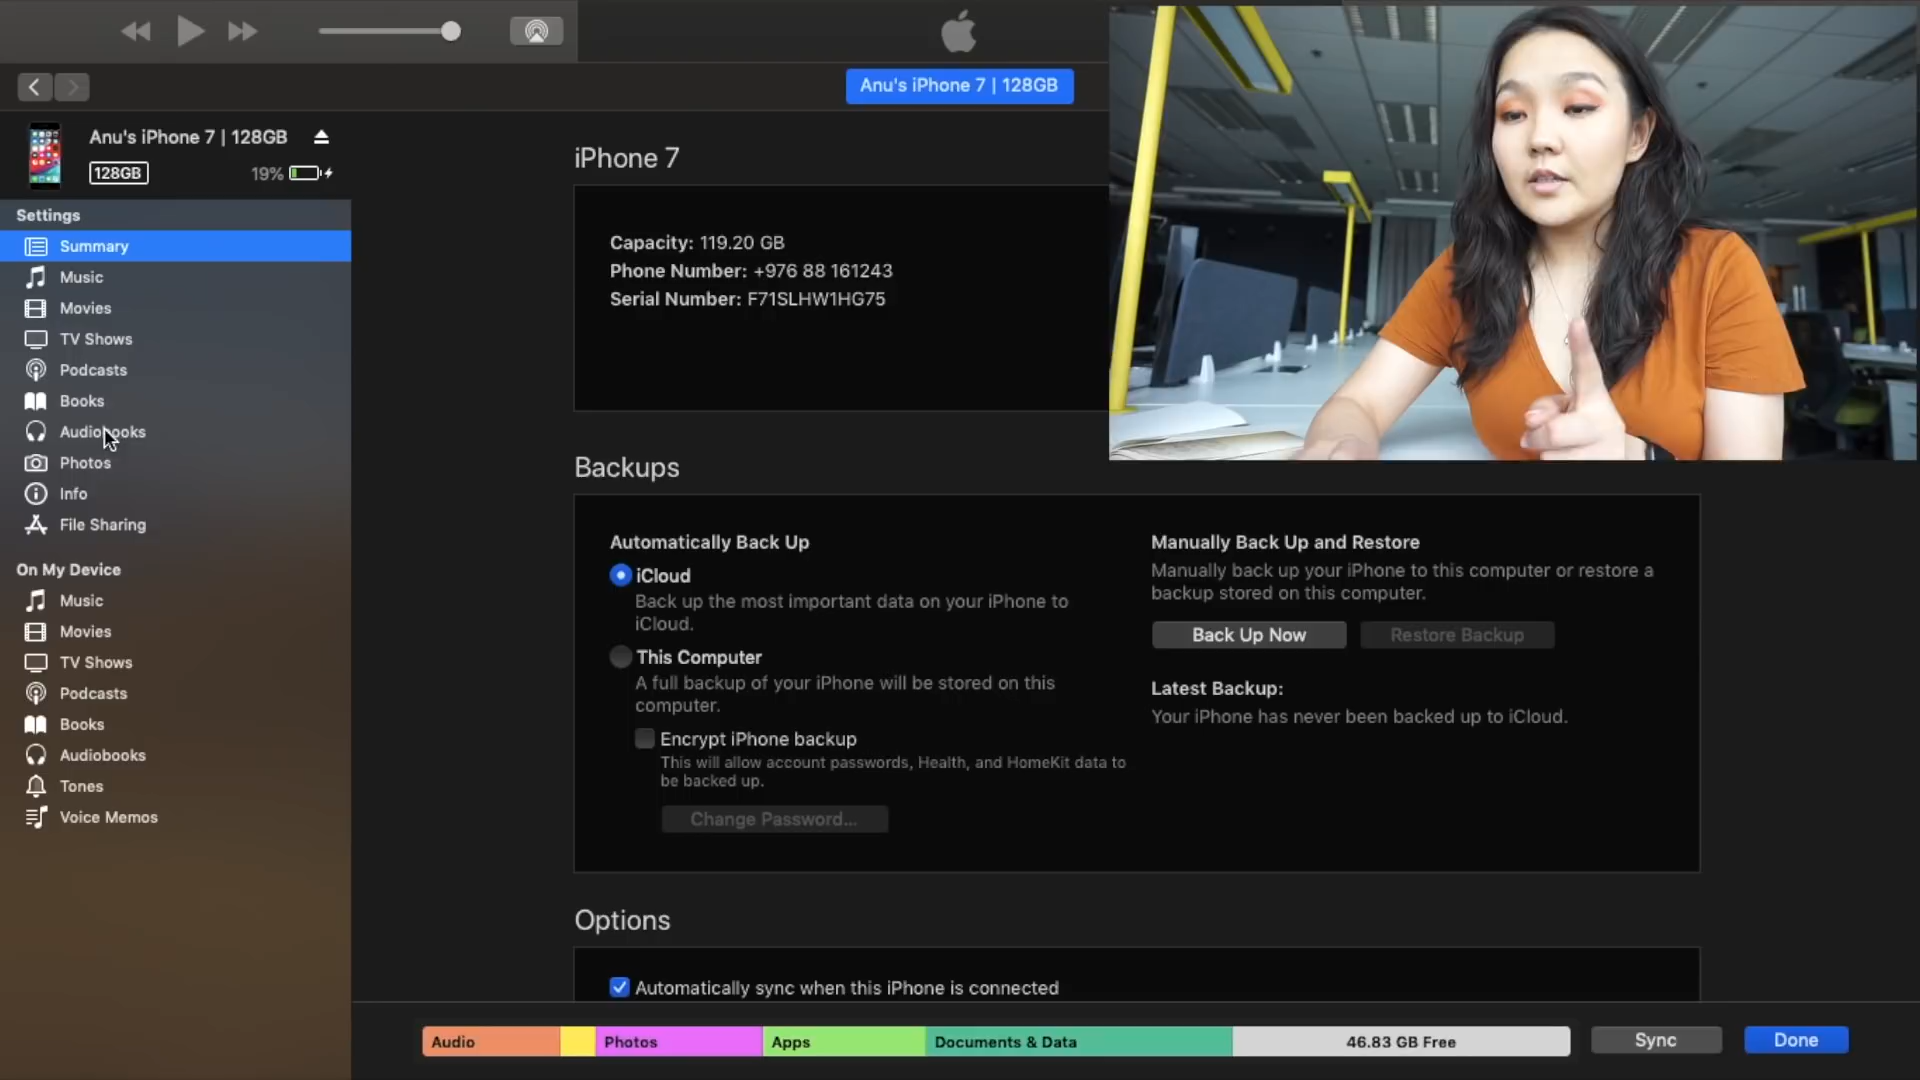 Anu's iPhone 7 | 128GB
Anu's iPhone 7 | 128GB
128GB
19%
Settings
Summary
Music
Movies
TV Shows
Podcasts
Books
Audiobooks
Photos
Info
File Sharing
On My Device
Music
Movies
TV Shows
Podcasts
Books
Audiobooks
Tones
Voice Memos
iPhone 7
Capacity: 119.20 GB
Phone Number: +976 88 161243
Serial Number: F71SLHW1HG75
Backups
Automatically Back Up
iCloud
Back up the most important data on your iPhone to
iCloud.
This Computer
A full backup of your iPhone will be stored on this
computer.
Encrypt iPhone backup
This will allow account passwords, Health, and HomeKit data to
be backed up.
Change Password...
Manually Back Up and Restore
Manually back up your iPhone to this computer or restore a
backup stored on this computer.
Back Up Now
Restore Backup
Latest Backup:
Your iPhone has never been backed up to iCloud.
Options
Automatically sync when this iPhone is connected
Audio
Photos
Apps
Documents & Data
46.83 GB Free
Sync
Done